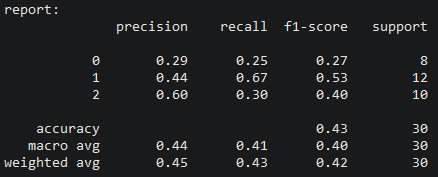 report:
precision recall f1-score support
0 0.29 0.25 0.27 8
1 0.44 0.67 0.53 12
2 0.60 0.30 0.40 10
accuracy 0.43 30
macro avg 0.44 0.41 0.40 30
weighted avg 0.45 0.43 0.42 30